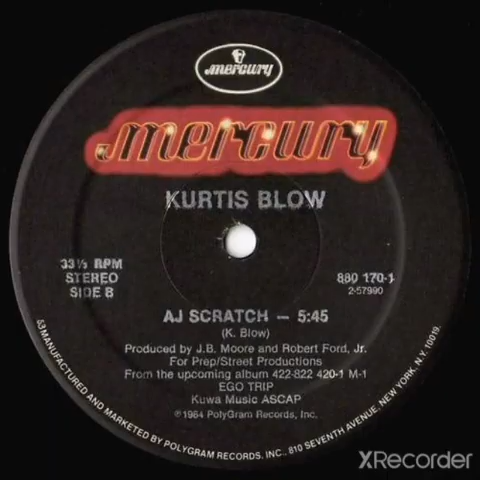 mercury
mercury
KURTIS BLOW
33⅓ RPM
STEREO
SIDE B
880 170-1
2-57990
AJ SCRATCH – 5:45
(K. Blow)
Produced by J.B. Moore and Robert Ford, Jr.
For Prep/Street Productions
From the upcoming album 422-822 420-1 M-1
EGO TRIP
Kuwa Music ASCAP
℗1984 PolyGram Records, Inc.
53 MANUFACTURED AND MARKETED BY POLYGRAM RECORDS, INC., 810 SEVENTH AVENUE, NEW YORK, N.Y. 10019.
XRecorder